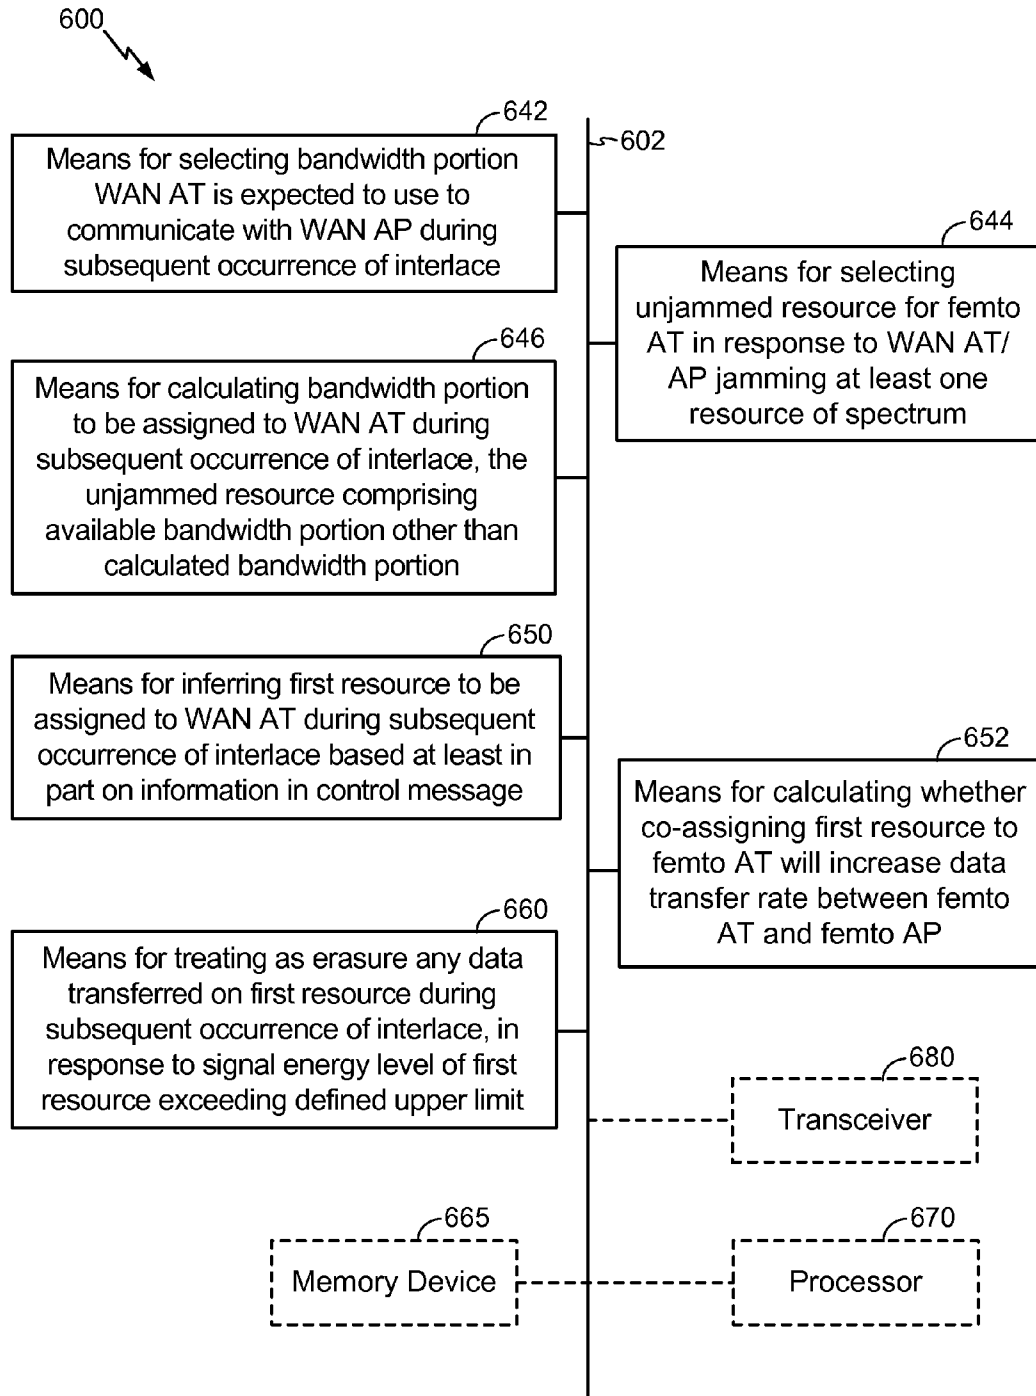 600
642
Means for selecting bandwidth portion
WAN AT is expected to use to
communicate with WAN AP during
subsequent occurrence of interlace
602
644
Means for selecting
unjammed resource for femto
AT in response to WAN AT/
AP jamming at least one
resource of spectrum
646
Means for calculating bandwidth portion
to be assigned to WAN AT during
subsequent occurrence of interlace, the
unjammed resource comprising
available bandwidth portion other than
calculated bandwidth portion
650
Means for inferring first resource to be
assigned to WAN AT during subsequent
occurrence of interlace based at least in
part on information in control message
652
Means for calculating whether
co-assigning first resource to
femto AT will increase data
transfer rate between femto
AT and femto AP
660
Means for treating as erasure any data
transferred on first resource during
subsequent occurrence of interlace, in
response to signal energy level of first
resource exceeding defined upper limit
680
Transceiver
665
Memory Device
670
Processor